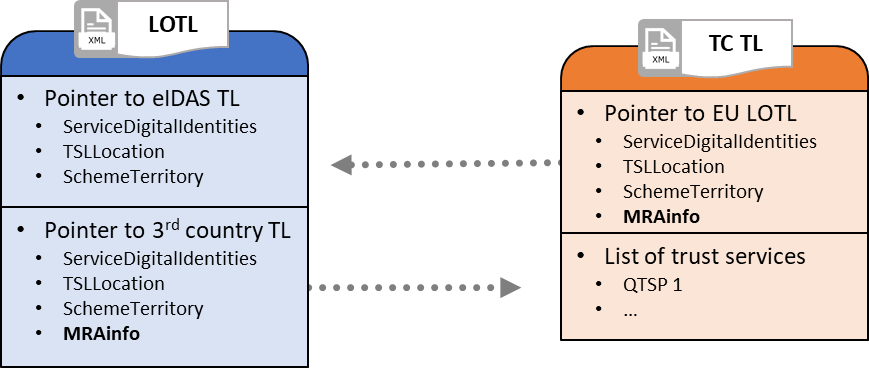 XML
LOTL
• Pointer to eIDAS TL
• ServiceDigitalIdentities
• TSLLocation
• SchemeTerritory
• Pointer to 3rd country TL
• ServiceDigitalIdentities
• TSLLocation
• SchemeTerritory
• MRAinfo
XML
TC TL
• Pointer to EU LOTL
• ServiceDigitalIdentities
• TSLLocation
• SchemeTerritory
• MRAinfo
• List of trust services
• QTSP 1
• ...